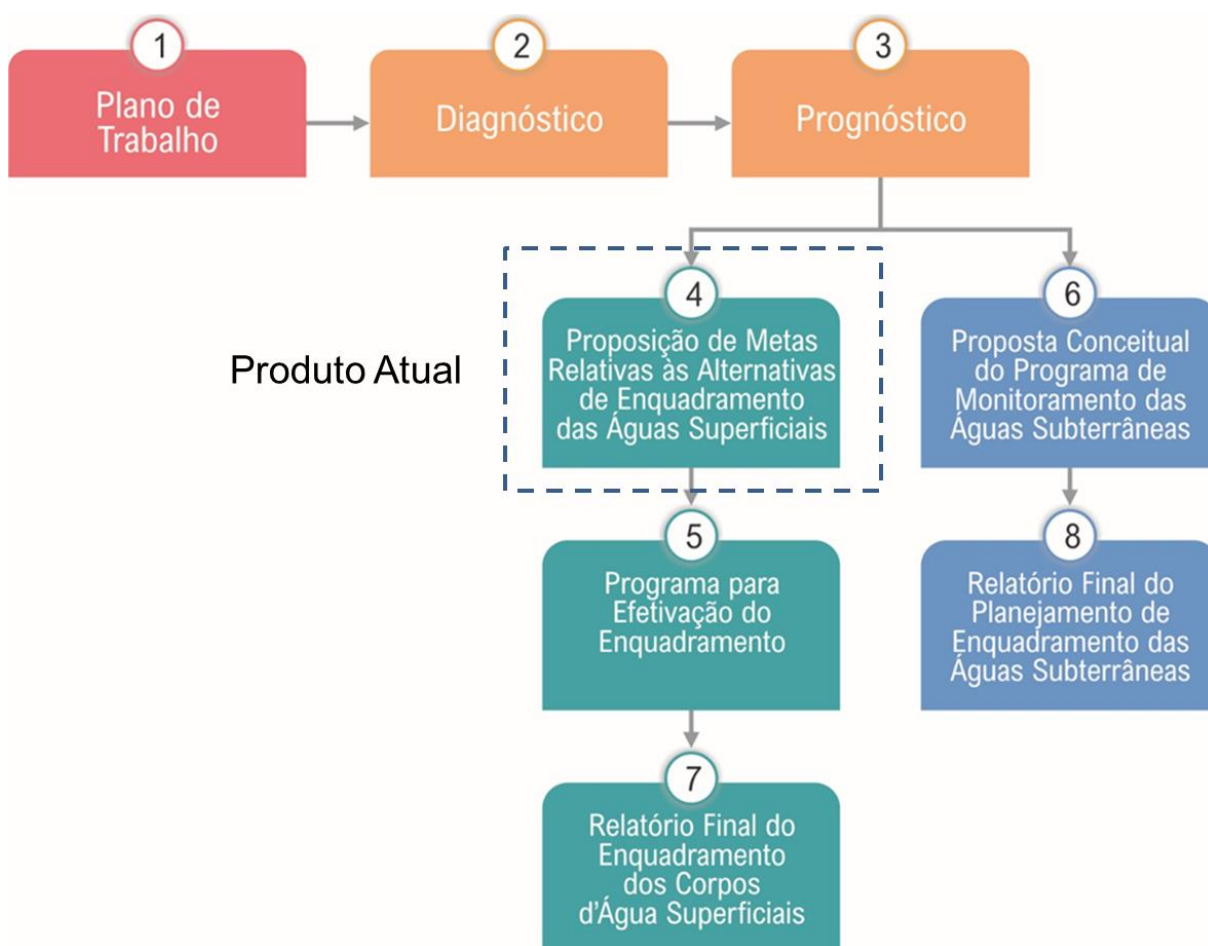 1
Plano de
Trabalho
2
Diagnóstico
3
Prognóstico
Produto Atual
4
Proposição de Metas
Relativas às Alternativas
de Enquadramento
das Águas Superficiais
6
Proposta Conceitual
do Programa de
Monitoramento das
Águas Subterrâneas
5
Programa para
Efetivação do
Enquadramento
8
Relatório Final do
Planejamento de
Enquadramento das
Águas Subterrâneas
7
Relatório Final do
Enquadramento
dos Corpos
d'Água Superficiais